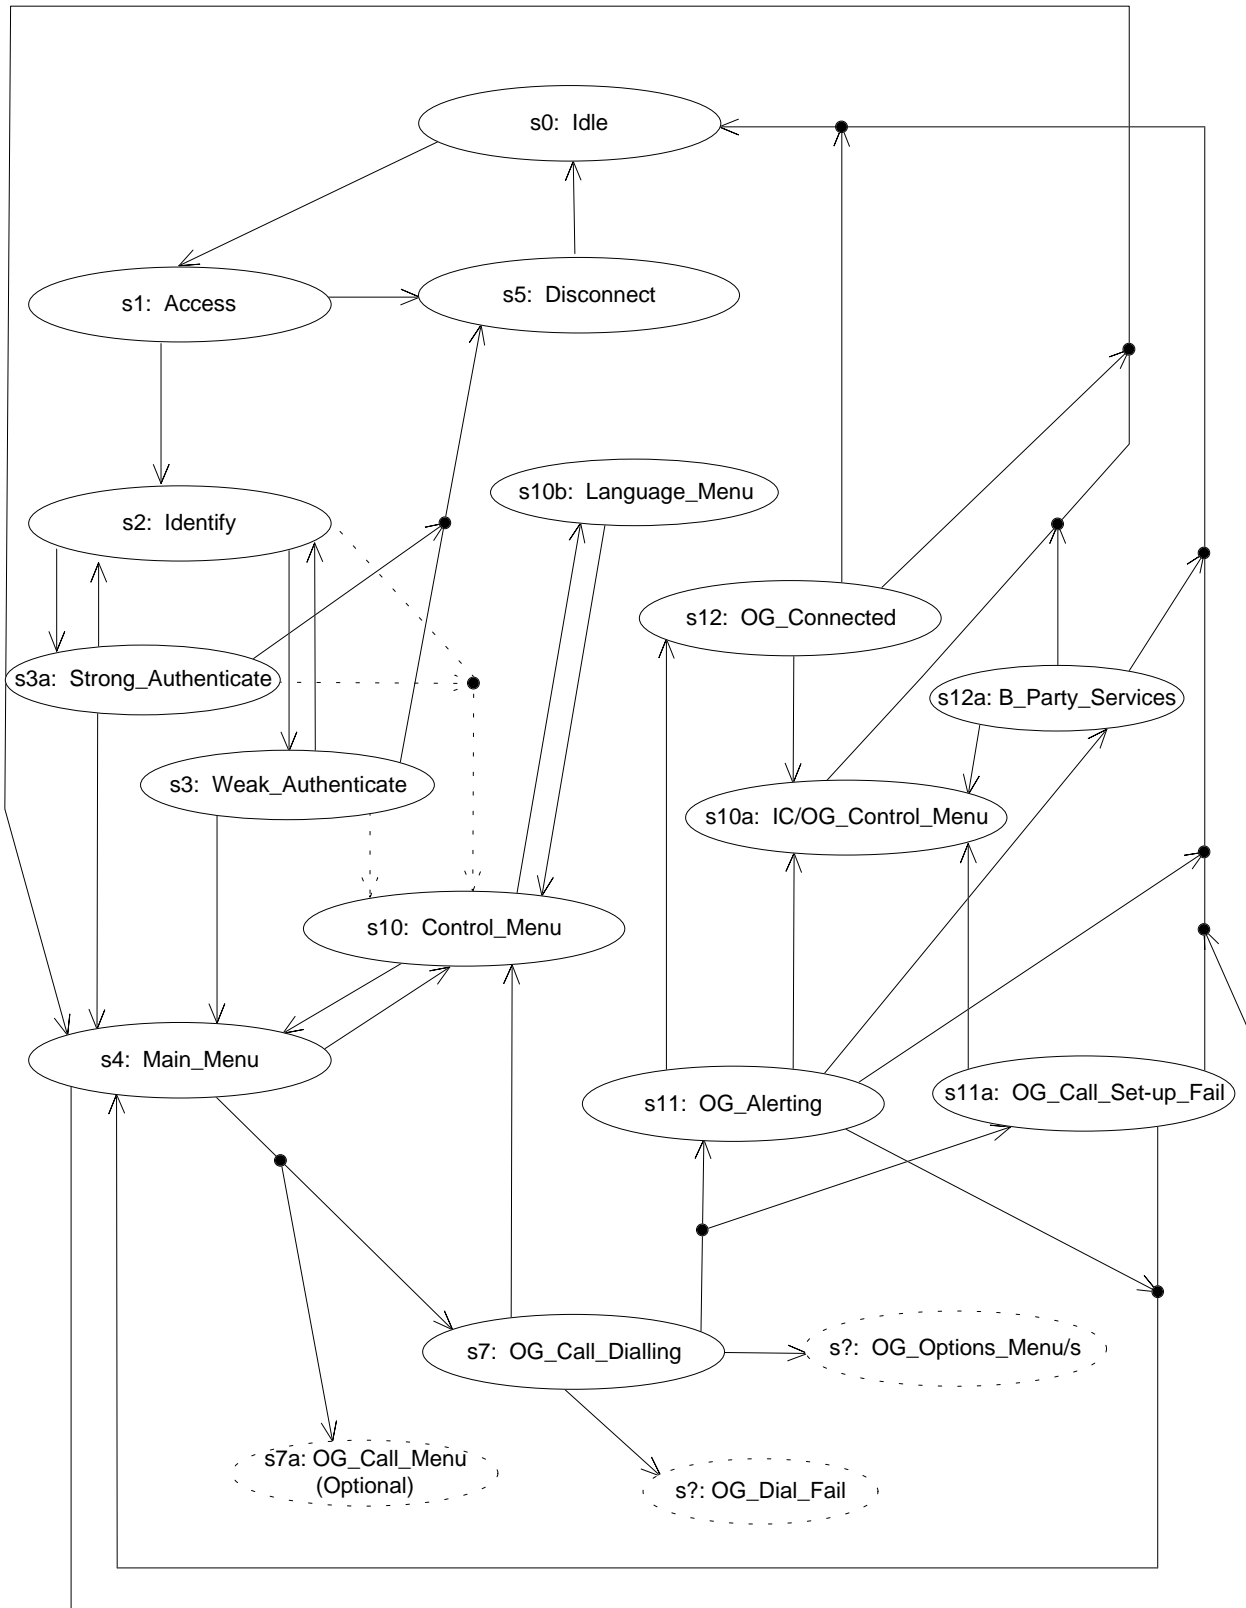 s0: Idle
s1: Access
s5: Disconnect
s10b: Language_Menu
s2: Identify
s12: OG_Connected
s3a: Strong_Authenticate
s12a: B_Party_Services
s3: Weak_Authenticate
s10a: IC/OG_Control_Menu
s10: Control_Menu
s4: Main_Menu
s11: OG_Alerting
s11a: OG_Call_Set-up_Fail
s7: OG_Call_Dialling
s?: OG_Options_Menu/s
s7a: OG_Call_Menu
(Optional)
s?: OG_Dial_Fail